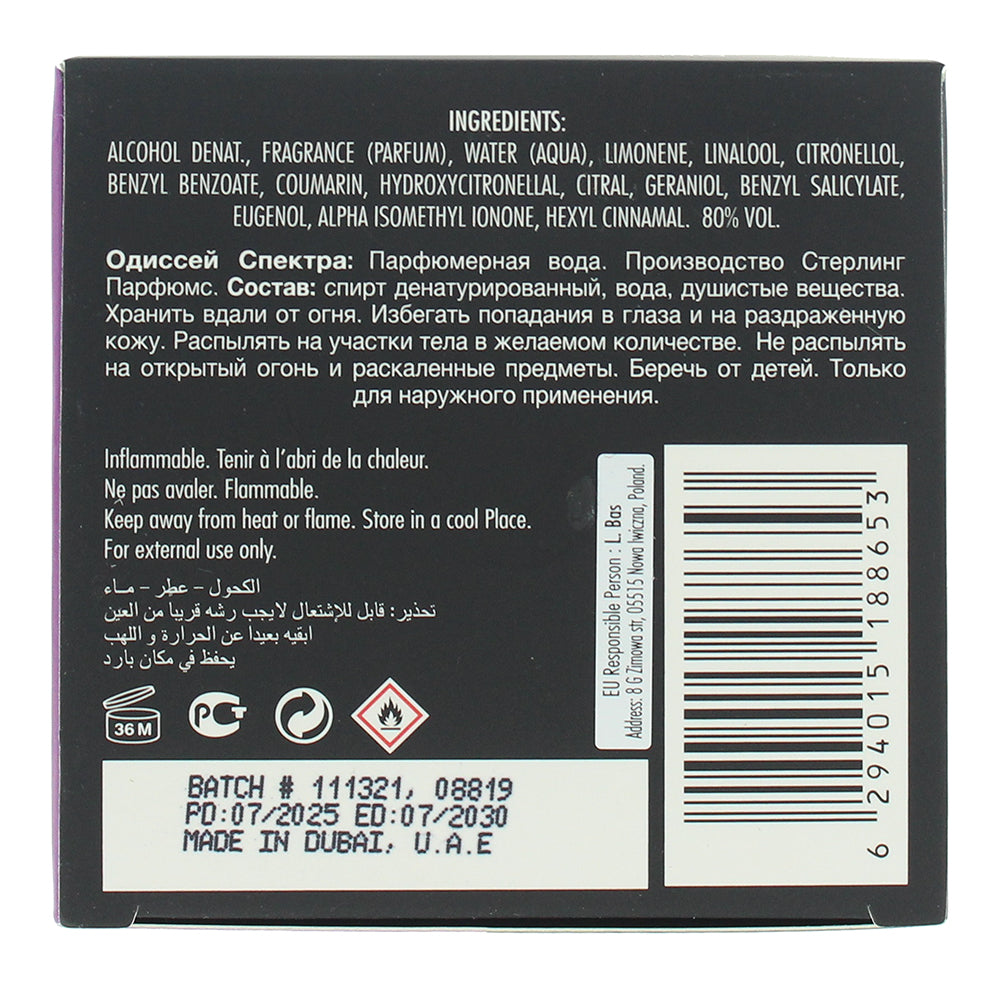 INGREDIENTS:
ALCOHOL DENAT., FRAGRANCE (PARFUM), WATER (AQUA), LIMONENE, LINALOOL, CITRONELLOL,
BENZYL BENZOATE, COUMARIN, HYDROXYCITRONELLAL, CITRAL, GERANIOL, BENZYL SALICYLATE,
EUGENOL, ALPHA ISOMETHYL IONONE, HEXYL CINNAMAL. 80% VOL.
Одиссей Спектра: Парфюмерная вода. Производство Стерлинг
Парфюмс. Состав: спирт денатурированный, вода, душистые вещества.
Хранить вдали от огня. Избегать попадания в глаза и на раздраженную
кожу. Распылять на участки тела в желаемом количестве. Не распылять
на открытый огонь и раскаленные предметы. Беречь от детей. Только
для наружного применения.
Inflammable. Tenir à l'abri de la chaleur.
Ne pas avaler. Flammable.
Keep away from heat or flame. Store in a cool Place.
For external use only.
الكحول - عطر - مـاء
تحذير: قابل للإشتعال لايجب رشه قريبا من العين
ابقيه بعيدا عن الحرارة و اللهب
يحفظ في مكان بارد
36 M
РСТ
EU Responsible Person : L. Bas
Address: 8 G Zimowa str, 05515 Nowa Iwiczna, Poland.
6 294015 188653
BATCH # 111321, 08819
PD:07/2025 ED:07/2030
MADE IN DUBAI, U.A.E